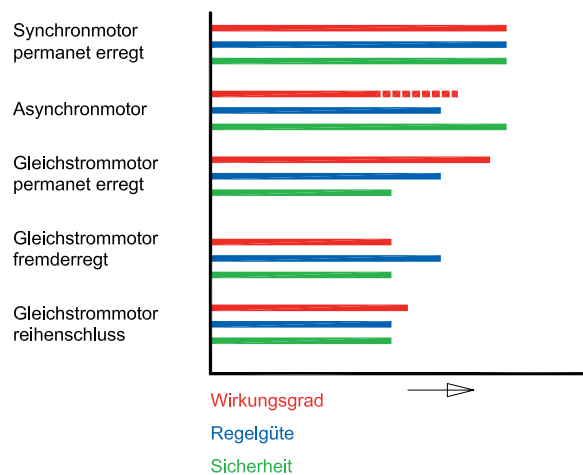 Synchronmotor
permanet erregt
Asynchronmotor
Gleichstrommotor
permanet erregt
Gleichstrommotor
fremderregt
Gleichstrommotor
reihenschluss
Wirkungsgrad
Regelgüte
Sicherheit